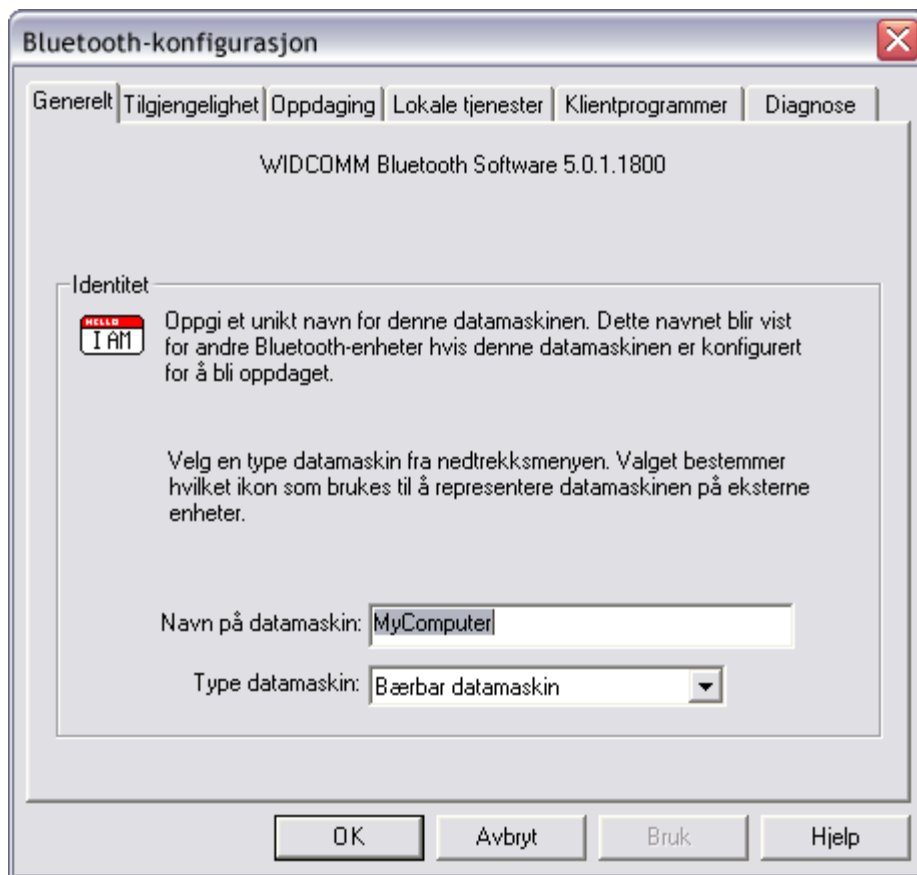 Bluetooth-konfigurasjon
Generelt Tilgjengelighet Oppdaging Lokale tjenester Klientprogrammer Diagnose
WIDCOMM Bluetooth Software 5.0.1.1800
Identitet
HELLO
I AM
Oppgi et unikt navn for denne datamaskinen. Dette navnet blir vist
for andre Bluetooth-enheter hvis denne datamaskinen er konfigurert
for å bli oppdaget.
Velg en type datamaskin fra nedtrekksmenyen. Valget bestemmer
hvilket ikon som brukes til å representere datamaskinen på eksterne
enheter.
Navn på datamaskin: MyComputer
Type datamaskin: Bærbar datamaskin
OK Avbryt Bruk Hjelp